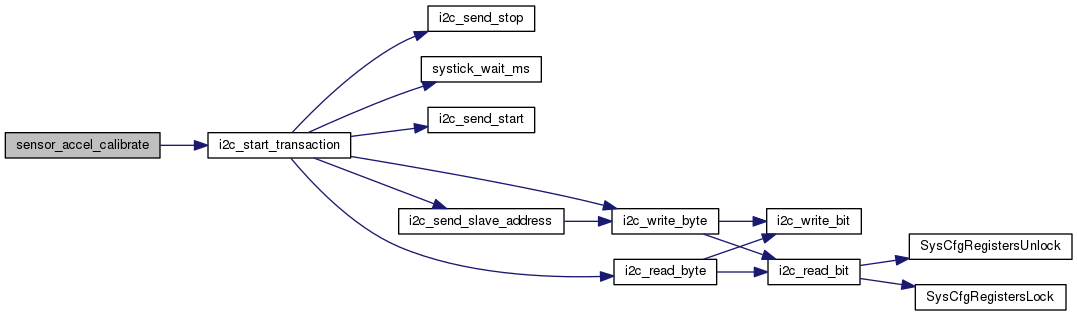 sensor_accel_calibrate
i2c_start_transaction
i2c_send_stop
systick_wait_ms
i2c_send_start
i2c_send_slave_address
i2c_write_byte
i2c_read_byte
i2c_write_bit
i2c_read_bit
SysCfgRegistersUnlock
SysCfgRegistersLock